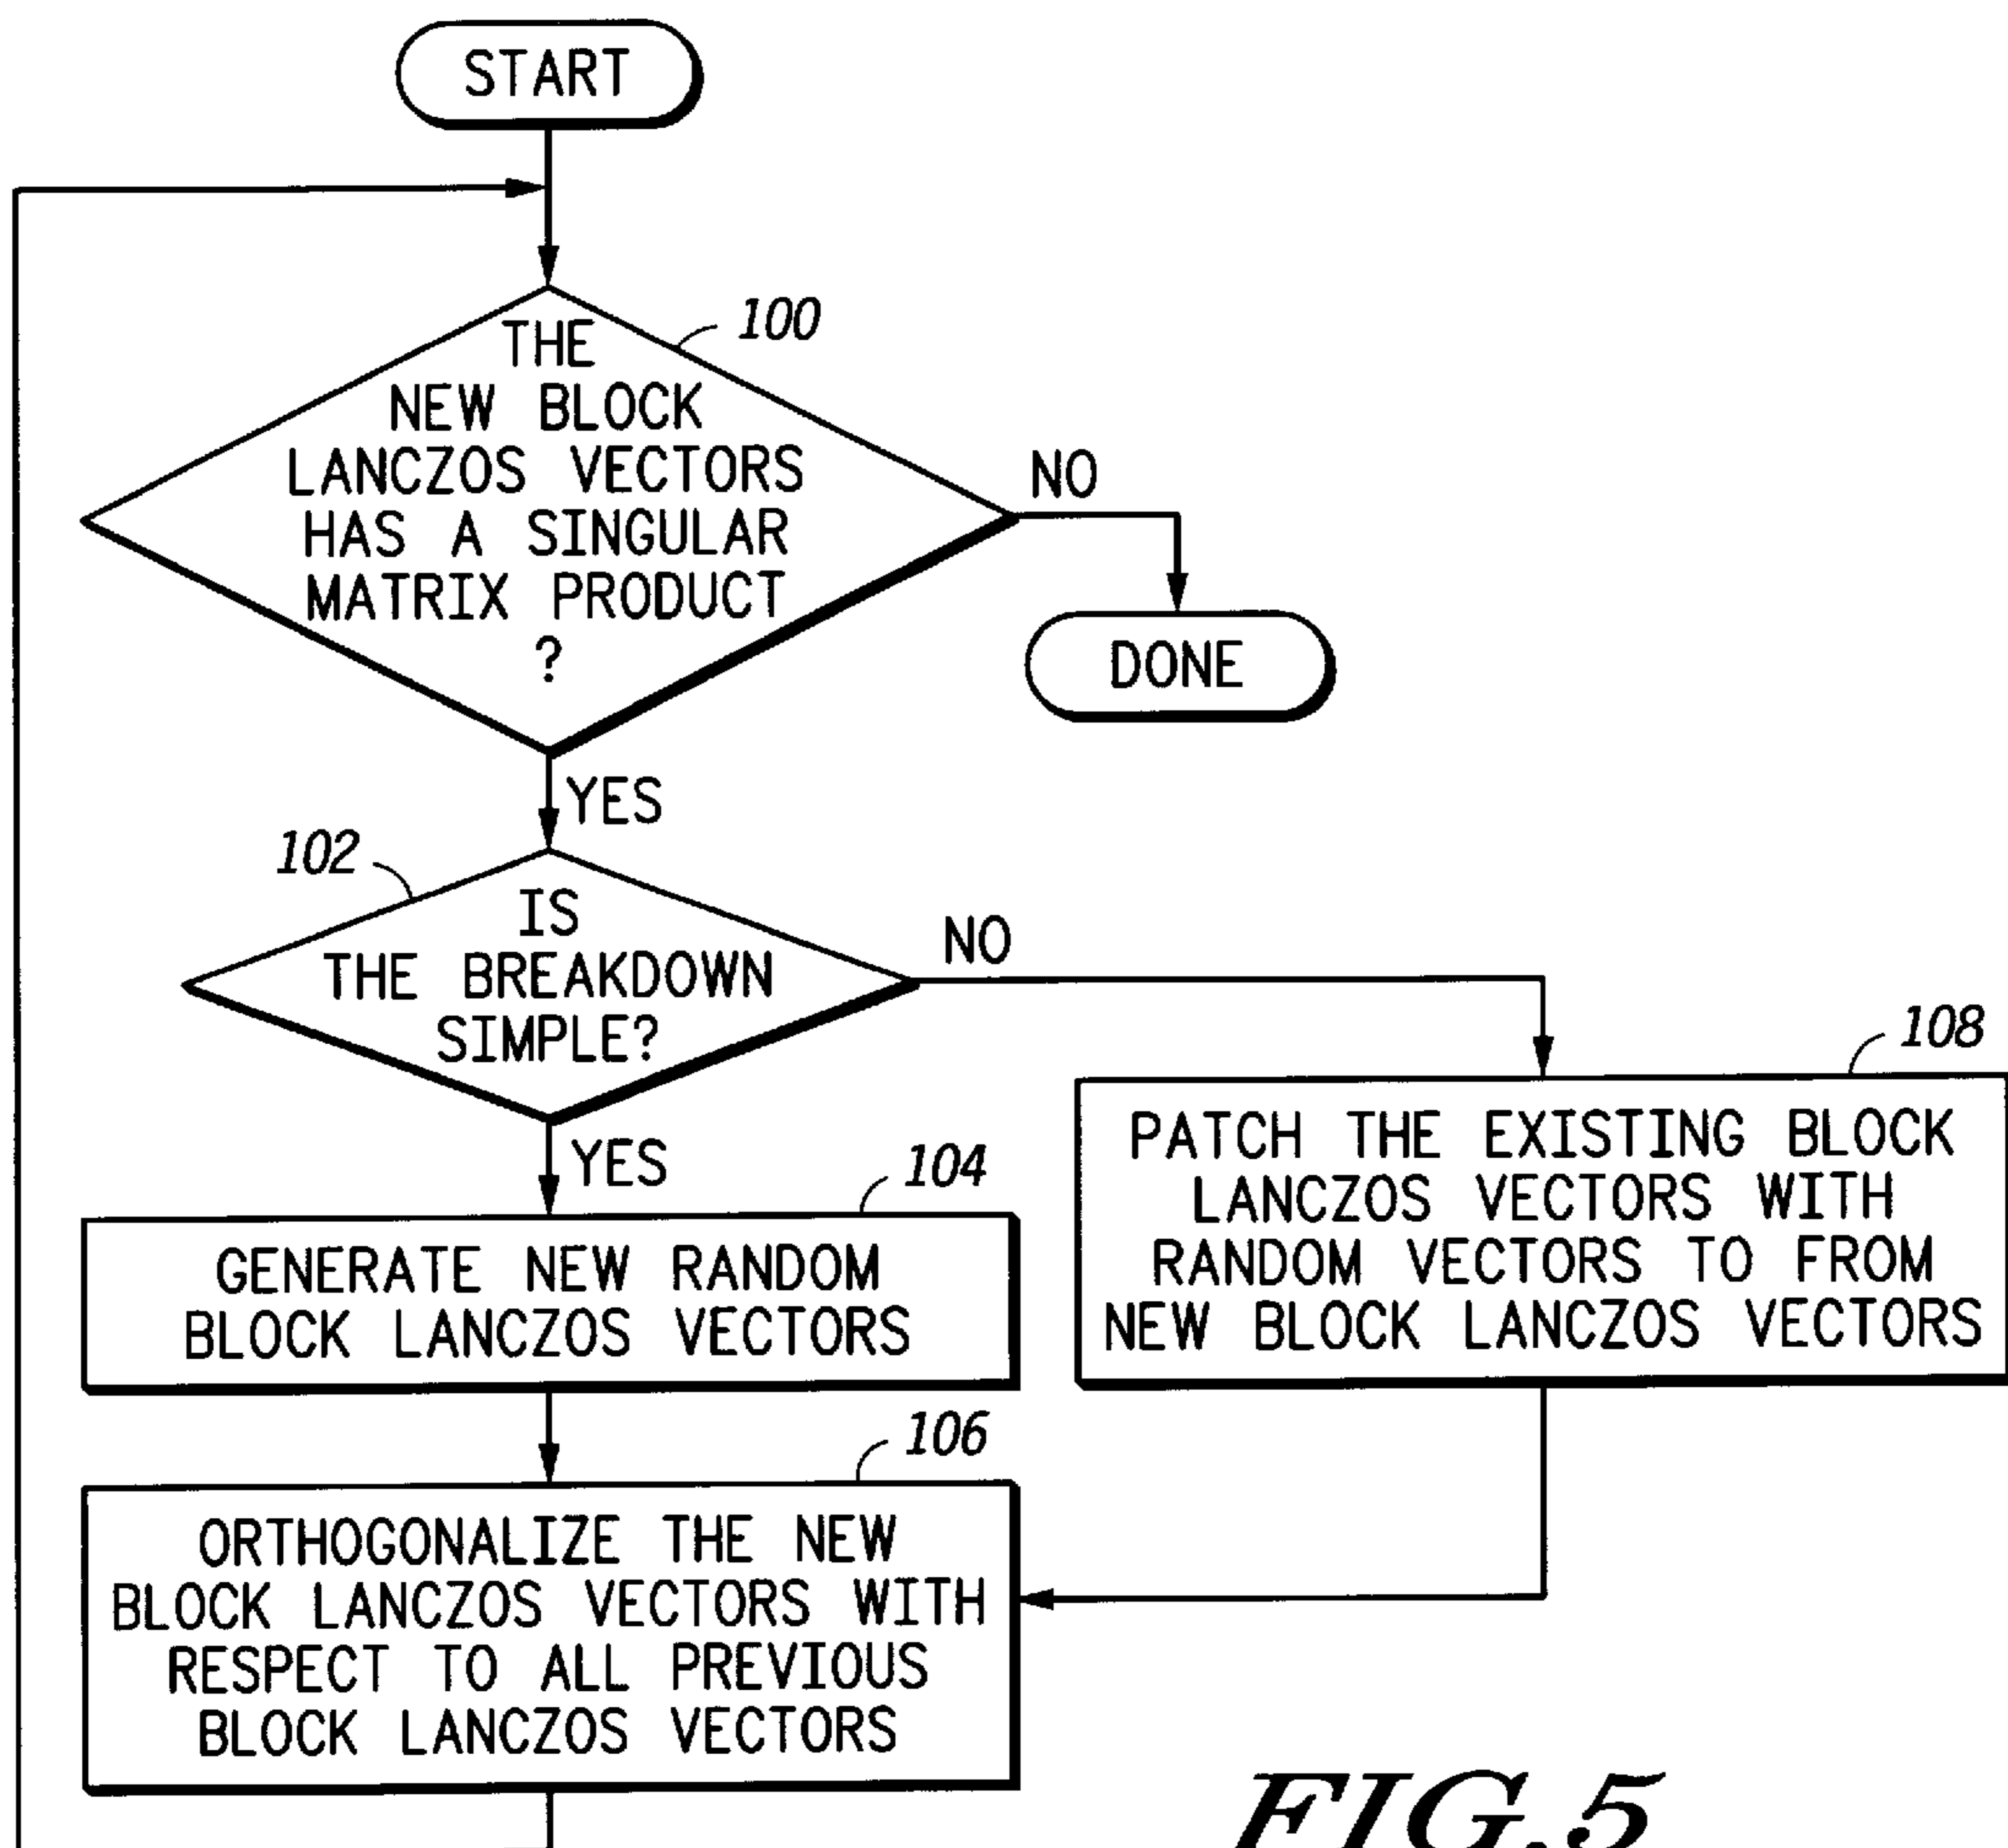 START
100
THE
NEW BLOCK
LANCZOS VECTORS
HAS A SINGULAR
MATRIX PRODUCT
?
NO
DONE
YES
102
IS
THE BREAKDOWN
SIMPLE?
NO
YES
104
GENERATE NEW RANDOM
BLOCK LANCZOS VECTORS
108
PATCH THE EXISTING BLOCK
LANCZOS VECTORS WITH
RANDOM VECTORS TO FROM
NEW BLOCK LANCZOS VECTORS
106
ORTHOGONALIZE THE NEW
BLOCK LANCZOS VECTORS WITH
RESPECT TO ALL PREVIOUS
BLOCK LANCZOS VECTORS
FIG.5